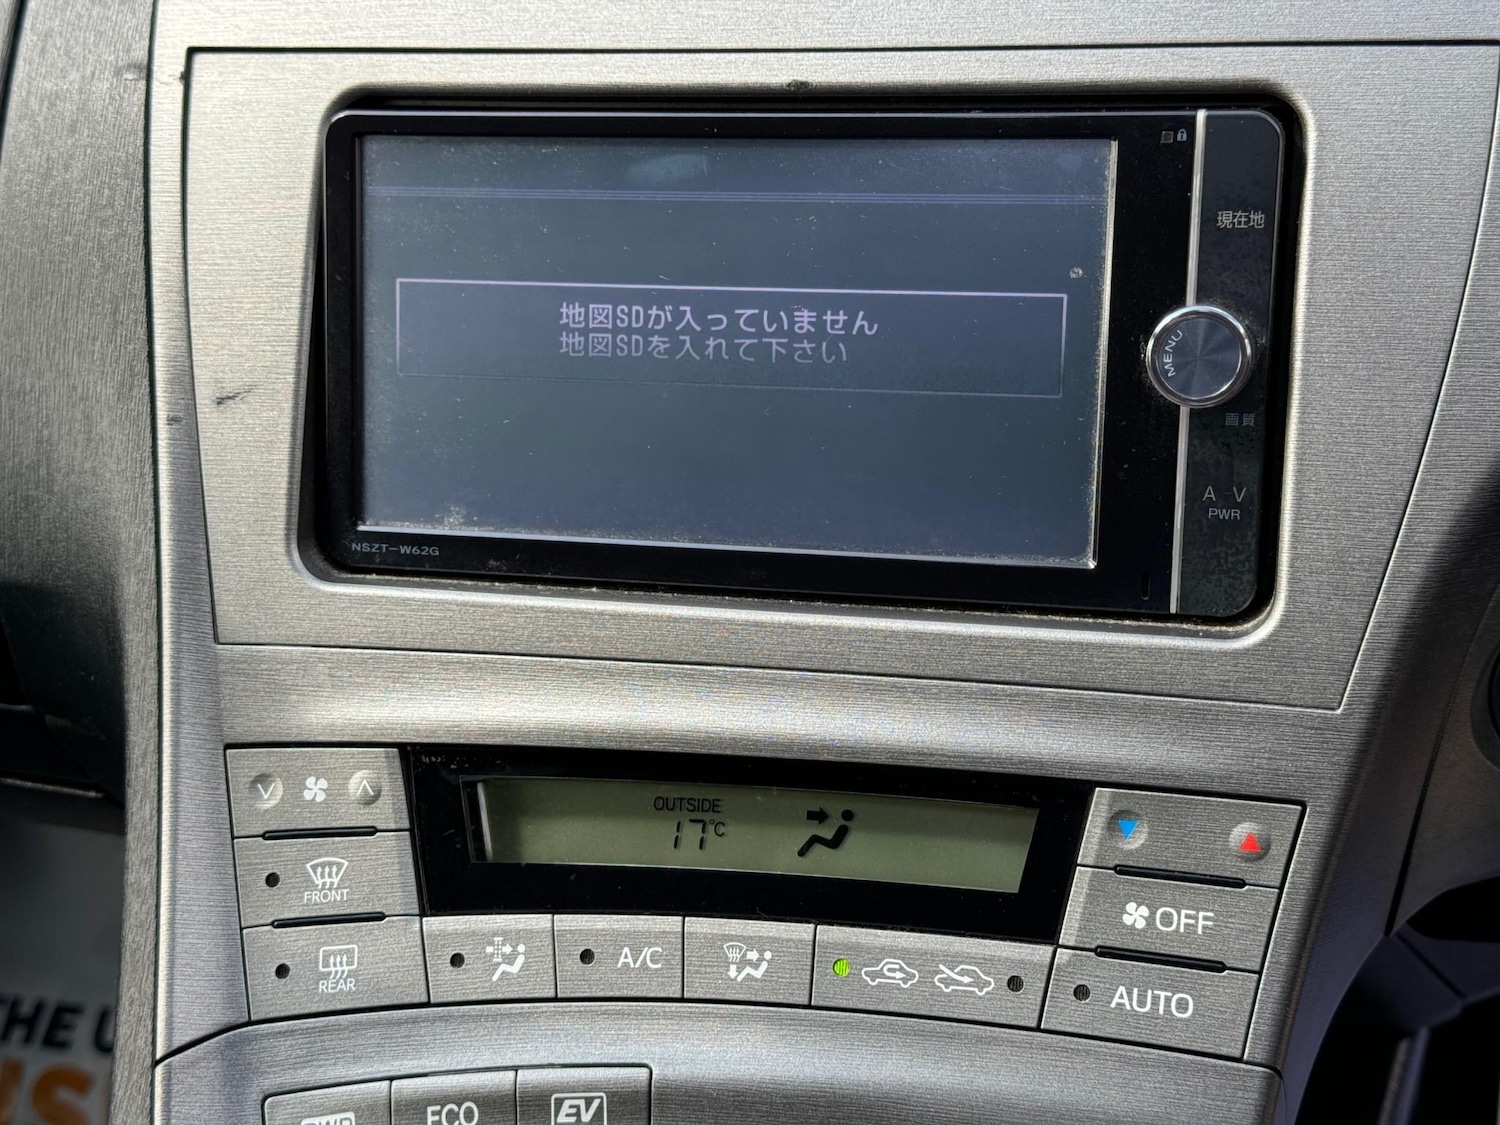 現在地
地図SDが入っていません
地図SDを入れて下さい
MENU
画質
A V
PWR
NSZT-W62G
OUTSIDE
17℃
FRONT
OFF
REAR
A/C
AUTO
ECO
EV
THE